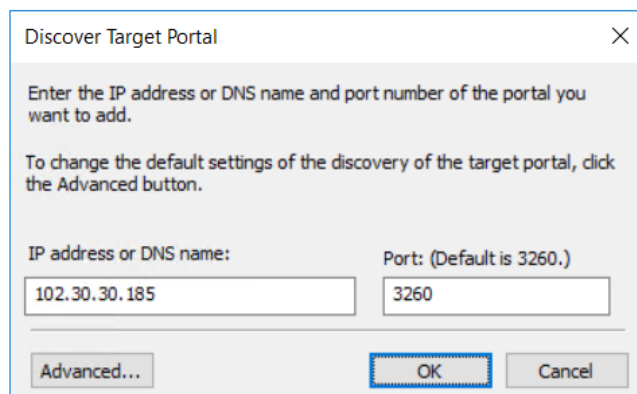 Discover Target Portal
Enter the IP address or DNS name and port number of the portal you
want to add.
To change the default settings of the discovery of the target portal, click
the Advanced button.
IP address or DNS name:
Port: (Default is 3260.)
102.30.30.185
3260
Advanced...
OK
Cancel